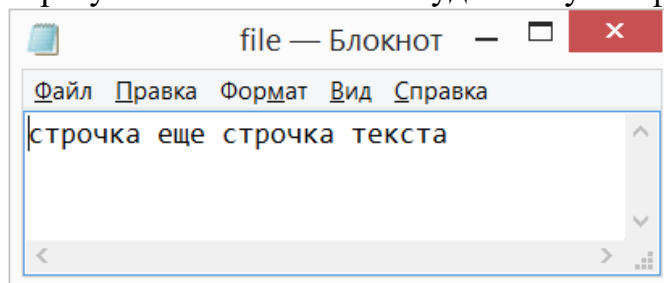 file — Блокнот
Файл Правка Формат Вид Справка
строчка еще строчка текста